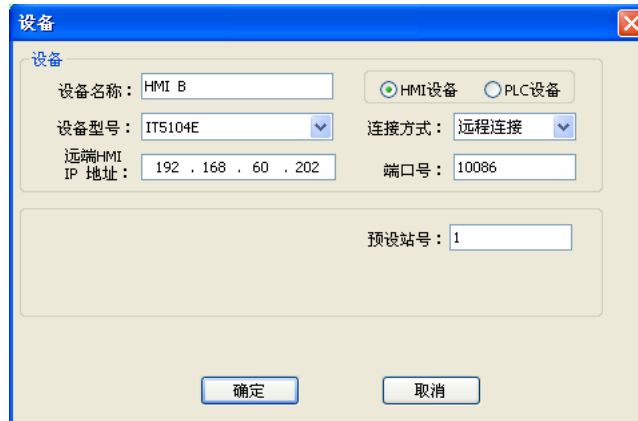 设备
设备
设备名称： HMI B
HMI设备 PLC设备
设备型号： IT5104E
连接方式： 远程连接
远端HMI
IP 地址： 192 . 168 . 60 . 202
端口号： 10086
预设站号： 1
确定 取消